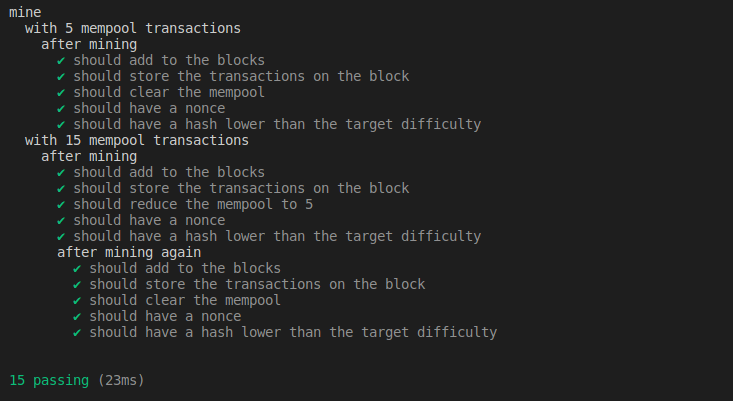 mine
with 5 mempool transactions
after mining
✔ should add to the blocks
✔ should store the transactions on the block
✔ should clear the mempool
✔ should have a nonce
✔ should have a hash lower than the target difficulty
with 15 mempool transactions
after mining
✔ should add to the blocks
✔ should store the transactions on the block
✔ should reduce the mempool to 5
✔ should have a nonce
✔ should have a hash lower than the target difficulty
after mining again
✔ should add to the blocks
✔ should store the transactions on the block
✔ should clear the mempool
✔ should have a nonce
✔ should have a hash lower than the target difficulty
15 passing (23ms)